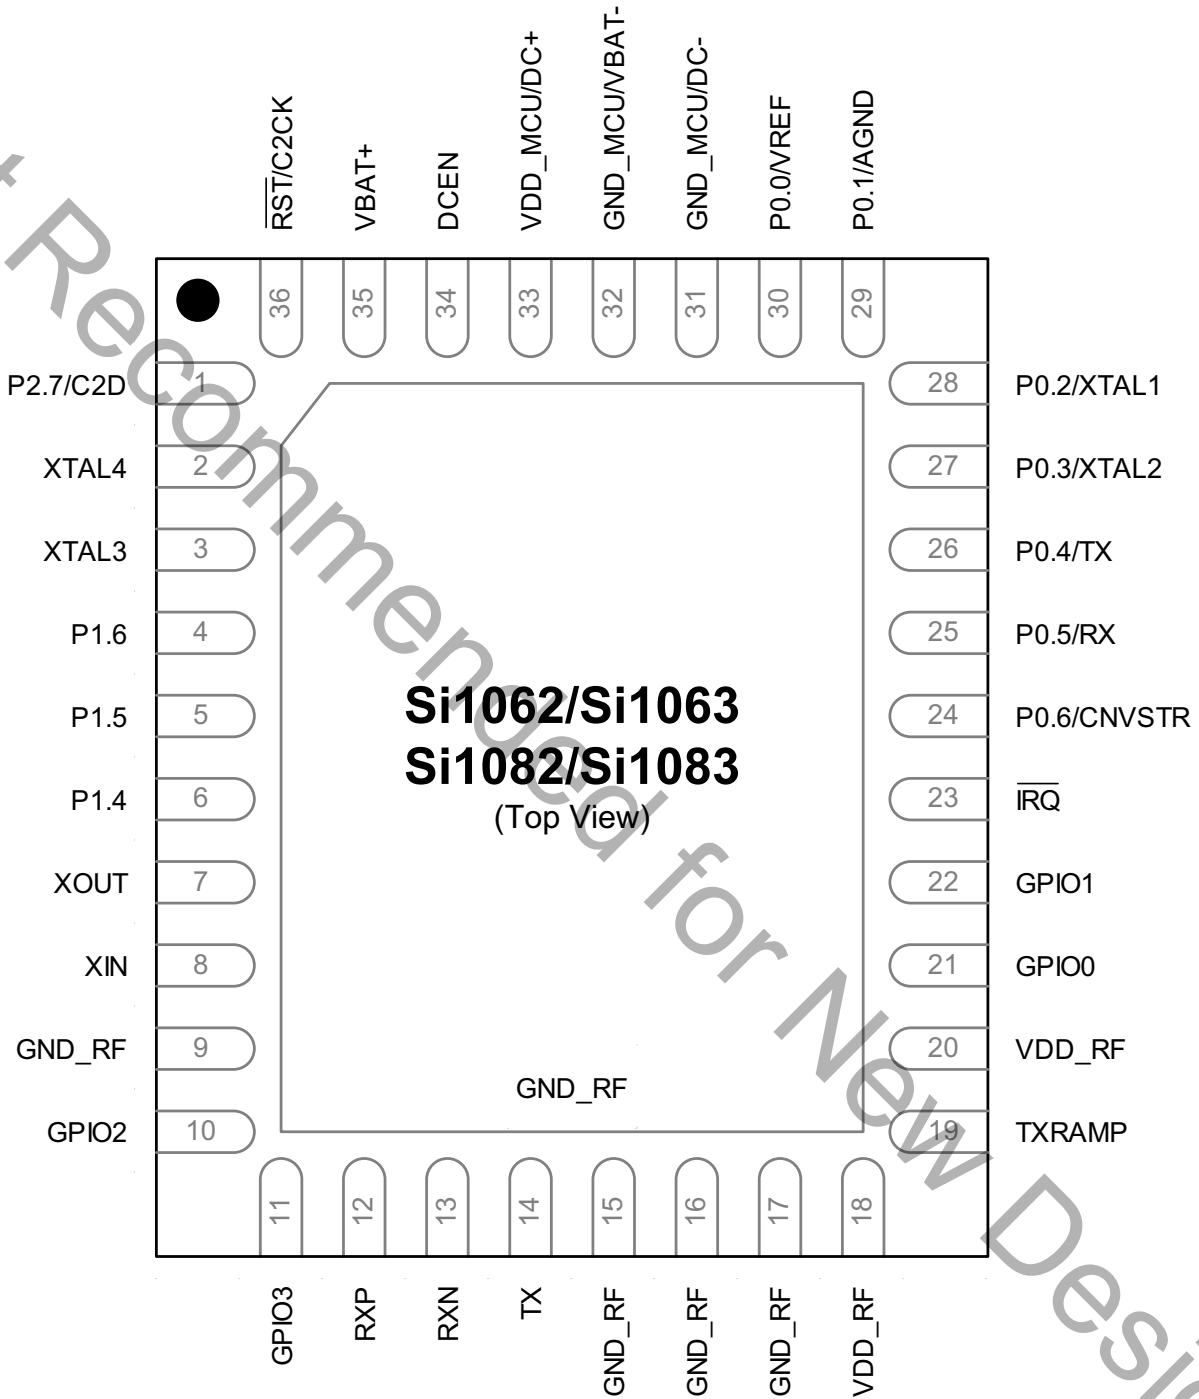 RST/C2CK
VBAT+
DCEN
VDD_MCU/DC+
GND_MCU/VBAT-
GND_MCU/DC-
P0.0/VREF
P0.1/AGND
36
35
34
33
32
31
30
29
P2.7/C2D
1
XTAL4
2
XTAL3
3
P1.6
4
P1.5
5
P1.4
6
XOUT
7
XIN
8
GND_RF
9
GPIO2
10
28
P0.2/XTAL1
27
P0.3/XTAL2
26
P0.4/TX
25
P0.5/RX
24
P0.6/CNVSTR
23
IRQ
22
GPIO1
21
GPIO0
20
VDD_RF
19
TXRAMP
Si1062/Si1063
Si1082/Si1083
(Top View)
GND_RF
11
12
13
14
15
16
17
18
GPIO3
RXP
RXN
TX
GND_RF
GND_RF
GND_RF
VDD_RF
Recommended for New